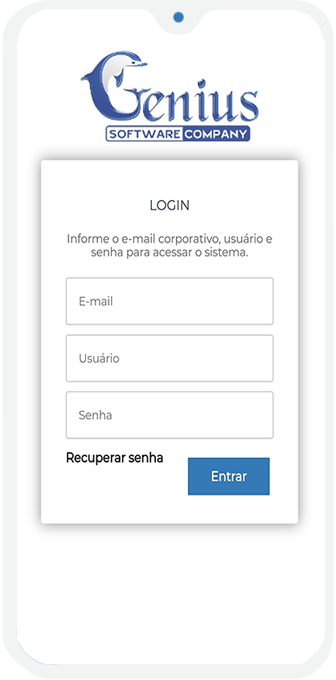 Genius
SOFTWARE COMPANY
LOGIN
Informe o e-mail corporativo, usuário e
senha para acessar o sistema.
E-mail
Usuário
Senha
Recuperar senha
Entrar